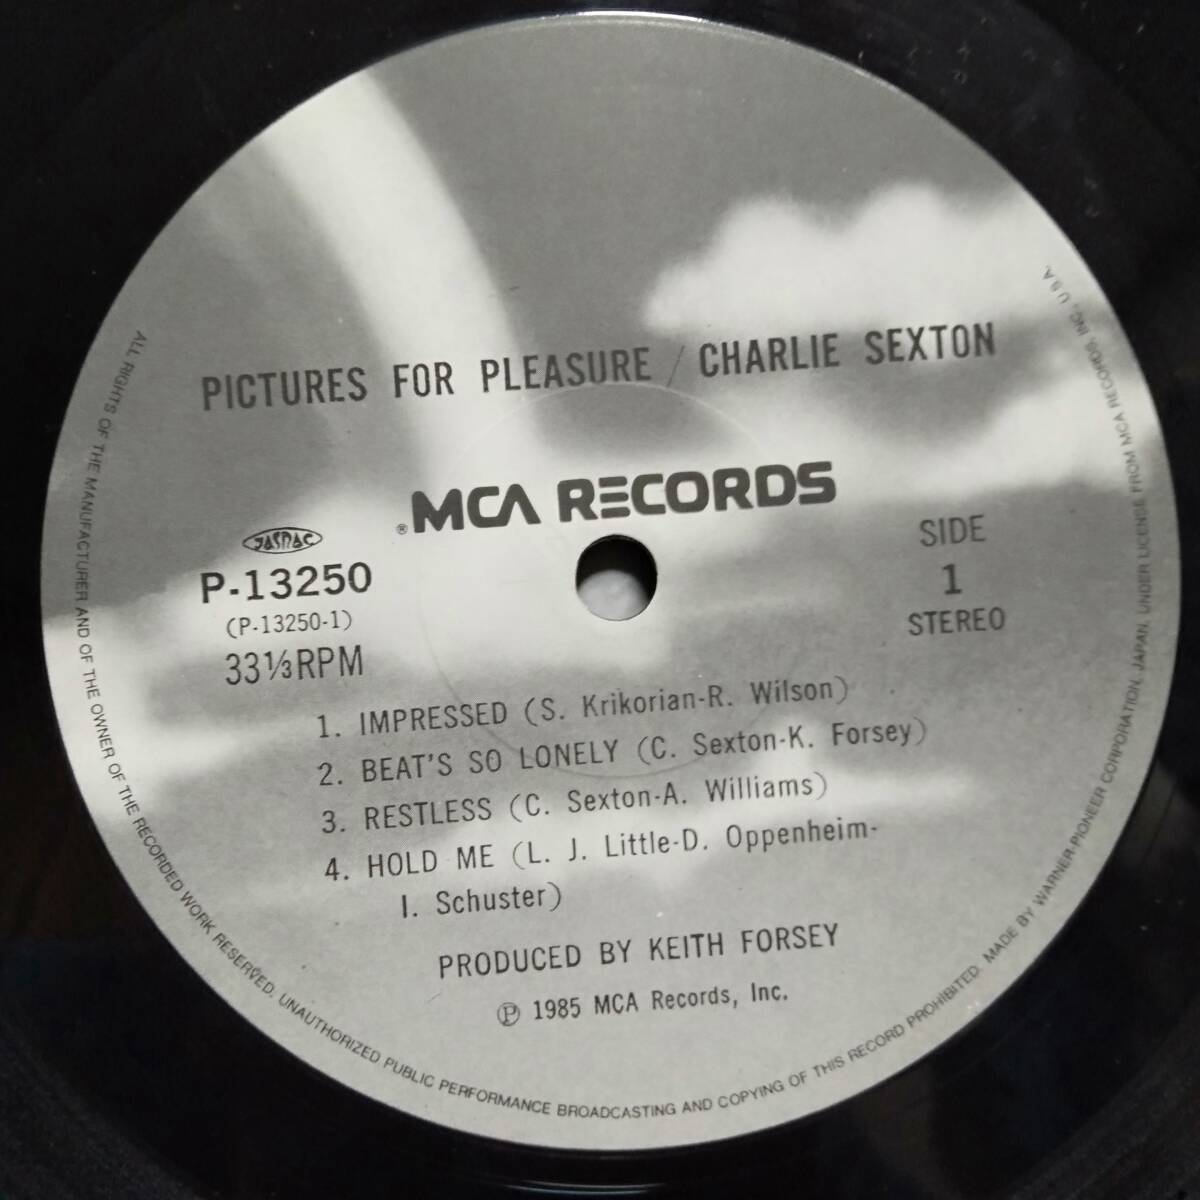 PICTURES FOR PLEASURE / CHARLIE SEXTON
® MCA RECORDS
JASRAC
P-13250
(P-13250-1)
33⅓RPM
SIDE
1
STEREO
1. IMPRESSED (S. Krikorian-R. Wilson)
2. BEAT'S SO LONELY (C. Sexton-K. Forsey)
3. RESTLESS (C. Sexton-A. Williams)
4. HOLD ME (L. J. Little-D. Oppenheim-
I. Schuster)
PRODUCED BY KEITH FORSEY
℗ 1985 MCA Records, Inc.
ALL RIGHTS OF THE MANUFACTURER AND OF THE OWNER OF THE RECORDED WORK RESERVED. UNAUTHORIZED PUBLIC PERFORMANCE BROADCASTING AND COPYING OF THIS RECORD PROHIBITED. MADE BY WARNER-PIONEER CORPORATION, JAPAN. UNDER LICENSE FROM MCA RECORDS, INC., U.S.A.